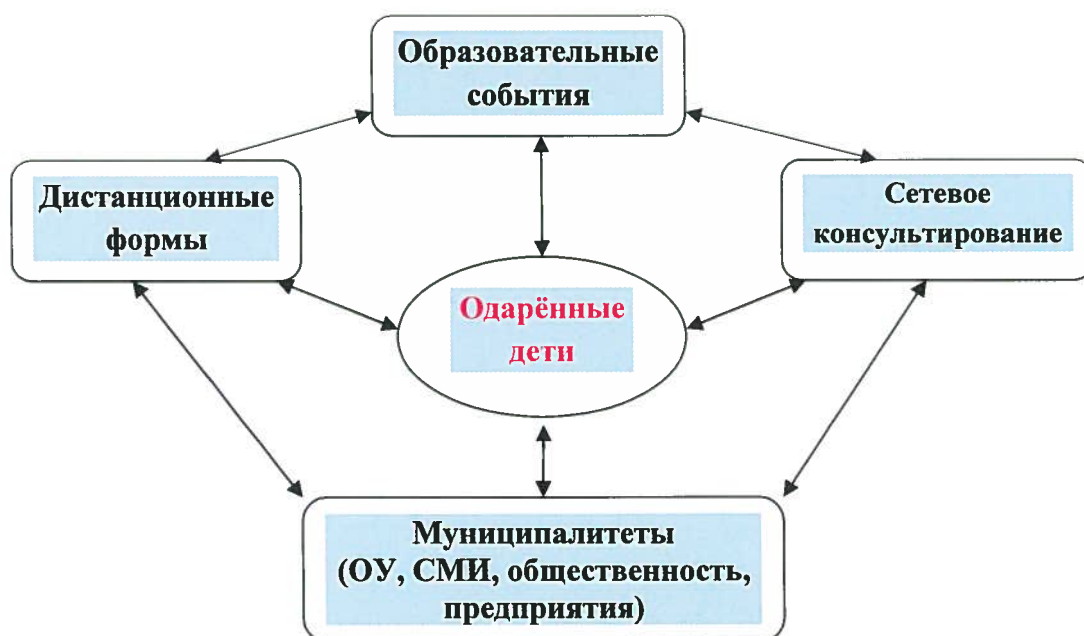 Образовательные
события
Дистанционные
формы
Сетевое
консультирование
Одарённые
дети
Муниципалитеты
(ОУ, СМИ, общественность,
предприятия)